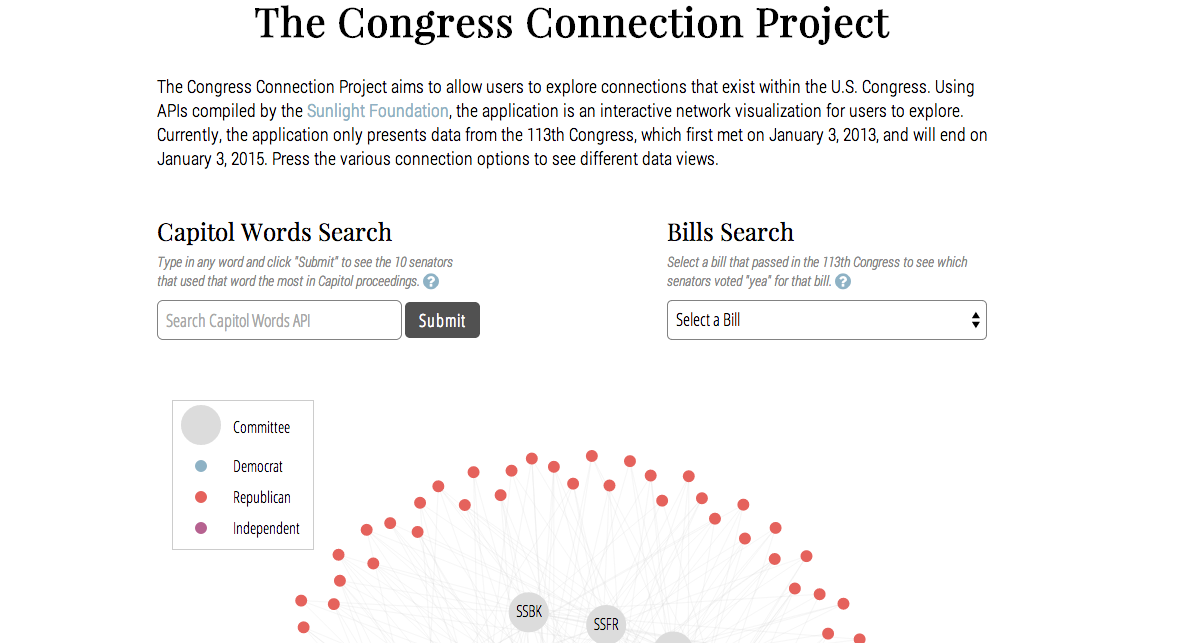 The Congress Connection Project
The Congress Connection Project aims to allow users to explore connections that exist within the U.S. Congress. Using
APIs compiled by the Sunlight Foundation, the application is an interactive network visualization for users to explore.
Currently, the application only presents data from the 113th Congress, which first met on January 3, 2013, and will end on
January 3, 2015. Press the various connection options to see different data views.
Capitol Words Search
Type in any word and click "Submit" to see the 10 senators
that used that word the most in Capitol proceedings. ?
Search Capitol Words API
Submit
Bills Search
Select a bill that passed in the 113th Congress to see which
senators voted "yea" for that bill. ?
Select a Bill
Committee
Democrat
Republican
Independent
SSBK
SSFR